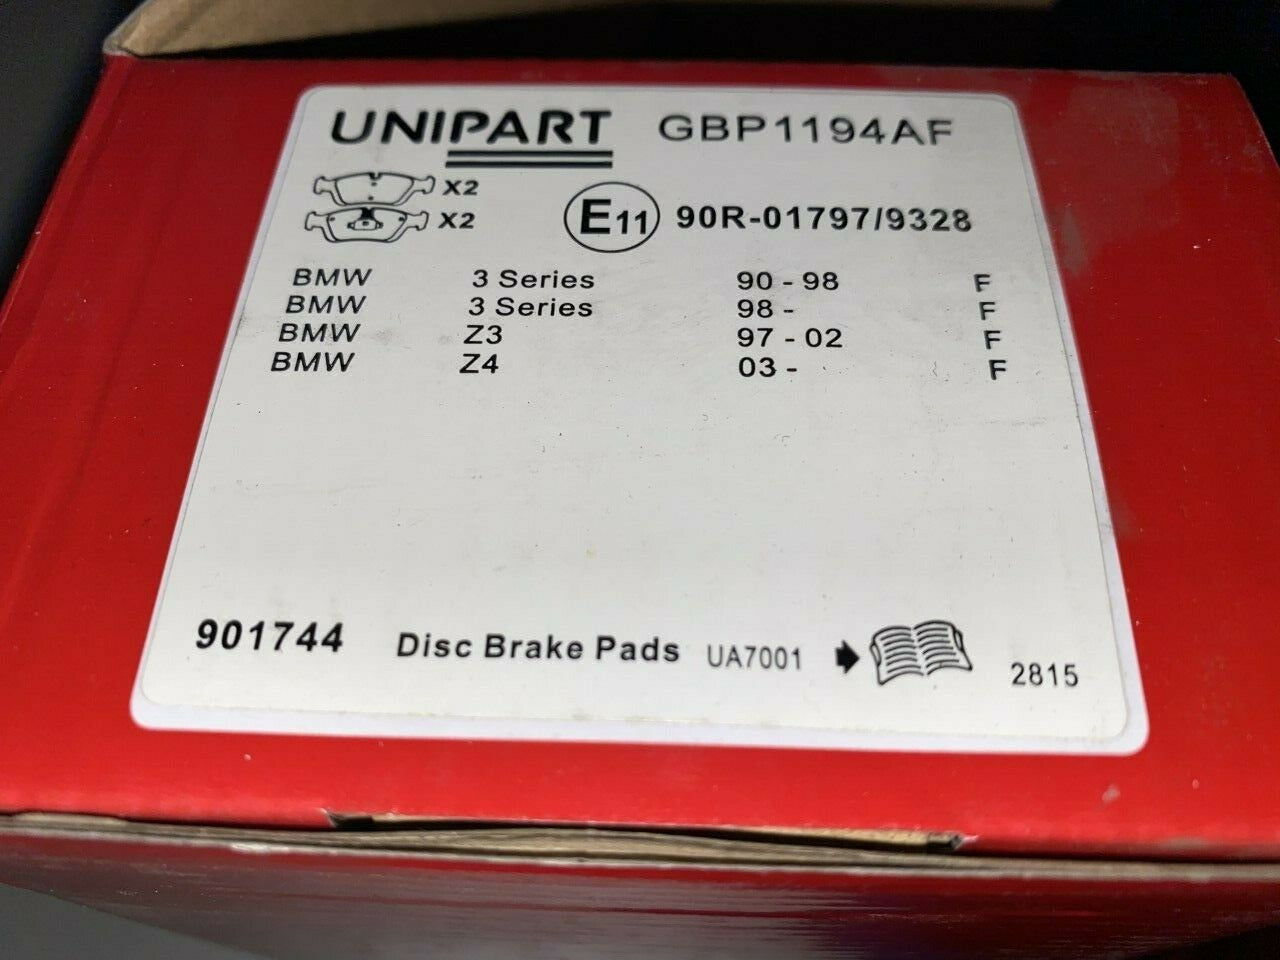 UNIPART GBP1194AF
X2
X2
E11 90R-01797/9328
BMW 3 Series 90 - 98 F
BMW 3 Series 98 - F
BMW Z3 97 - 02 F
BMW Z4 03 - F
901744 Disc Brake Pads UA7001 2815